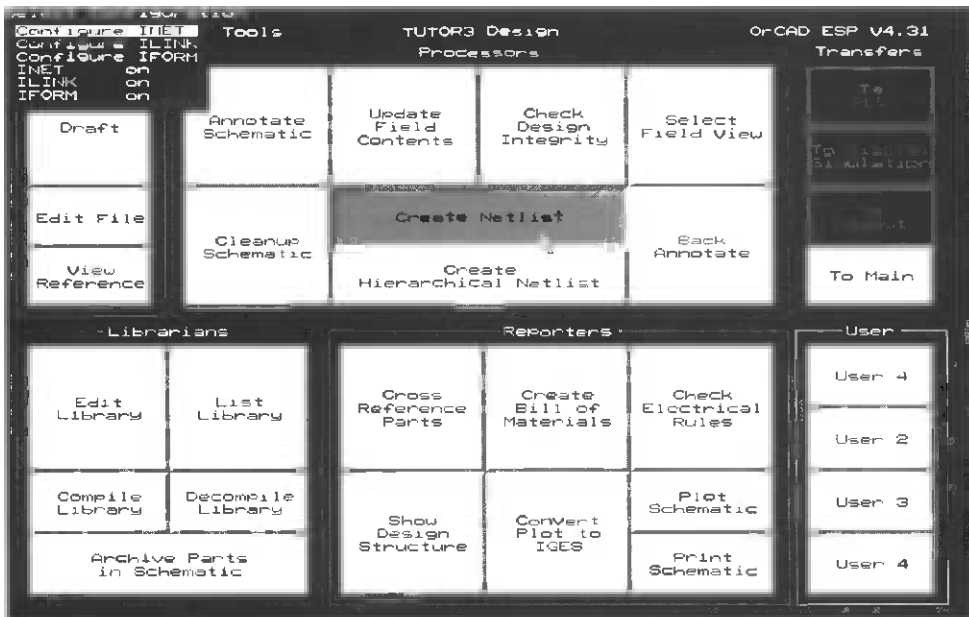 Configure INET
Configure ILINK
Configure IFORM
INET on
ILINK on
IFORM on
Tools
TUTOR3 Design
OrCAD ESP V4.31
Processors
Transfers
Draft
Annotate
Schematic
Update
Field
Contents
Check
Design
Integrity
Select
Field View
To
Edit File
Create Netlist
Cleanup
Schematic
Back
Annotate
View
Reference
Create
Hierarchical Netlist
To Main
Librarians
Reporters
User
Edit
Library
List
Library
Cross
Reference
Parts
Create
Bill of
Materials
Check
Electrical
Rules
User 4
User 2
Compile
Library
Decompile
Library
Show
Design
Structure
Convert
Plot to
IGES
Plot
Schematic
User 3
Archive Parts
in Schematic
Print
Schematic
User 4